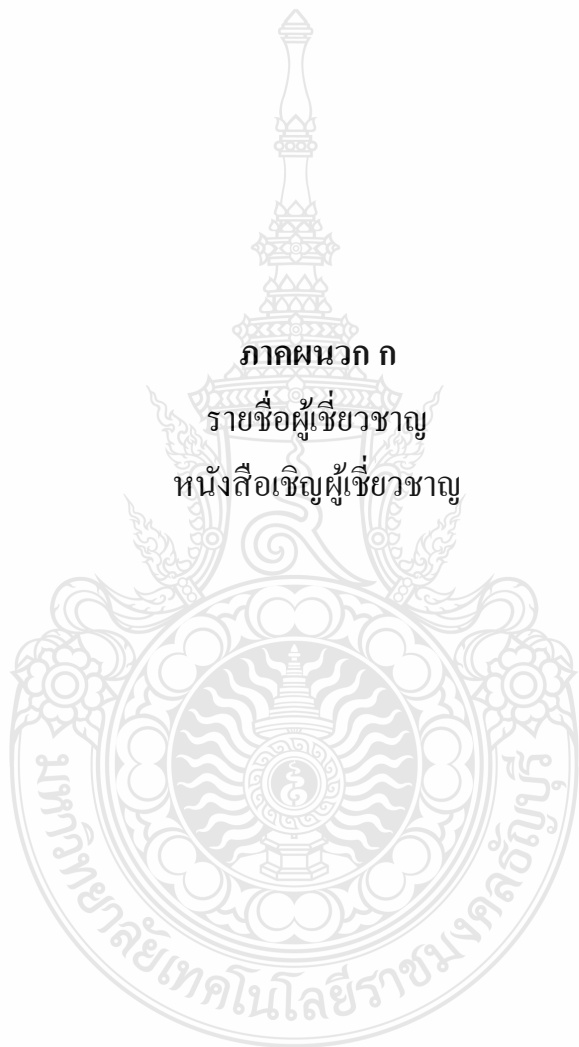 ภาคผนวก ก
รายชื่อผู้เชี่ยวชาญ
หนังสือเชิญผู้เชี่ยวชาญ
มหาวิทยาลัยเทคโนโลยีราชมงคลธัญบุรี